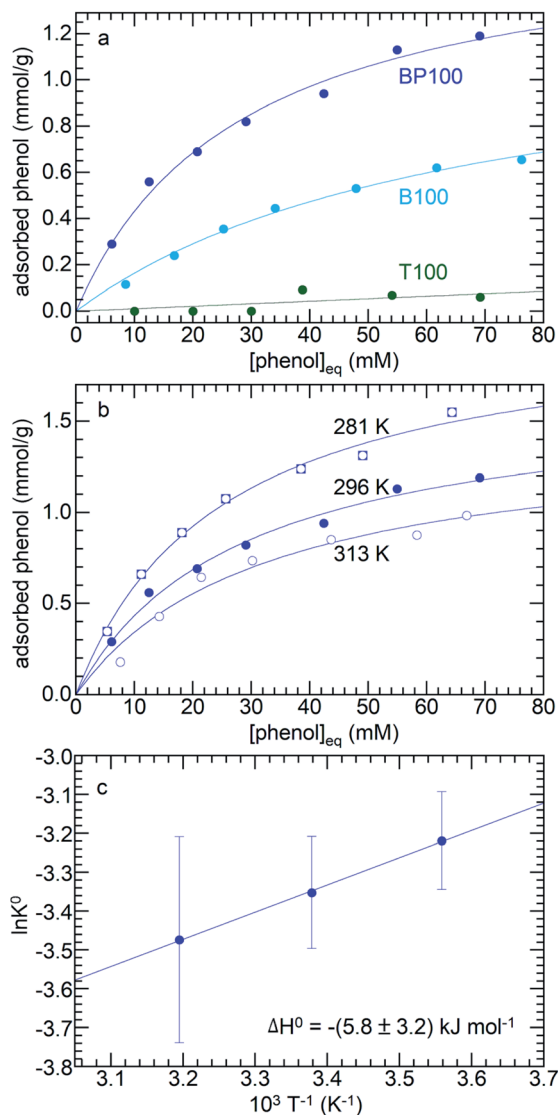 a
1.2
1.0
0.8
0.6
0.4
0.2
0.0
adsorbed phenol (mmol/g)
BP100
B100
T100
0 10 20 30 40 50 60 70 80
[phenol]eq (mM)
b
1.5
1.0
0.5
0.0
adsorbed phenol (mmol/g)
281 K
296 K
313 K
0 10 20 30 40 50 60 70 80
[phenol]eq (mM)
c
-3.0
-3.1
-3.2
-3.3
-3.4
-3.5
-3.6
-3.7
-3.8
lnK⁰
ΔH⁰ = -(5.8 ± 3.2) kJ mol⁻¹
3.1 3.2 3.3 3.4 3.5 3.6 3.7
10³ T⁻¹ (K⁻¹)